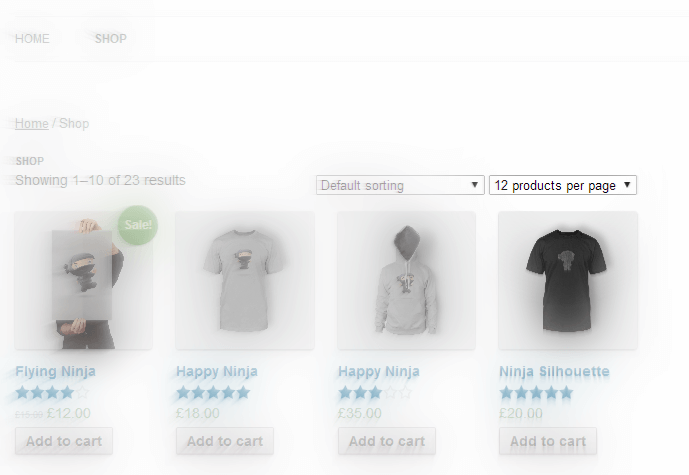 HOME SHOP
Home / Shop
SHOP
Showing 1–10 of 23 results
Default sorting 12 products per page
Sale!
Flying Ninja Happy Ninja Happy Ninja Ninja Silhouette
£15.00 £12.00 £18.00 £35.00 £20.00
Add to cart Add to cart Add to cart Add to cart